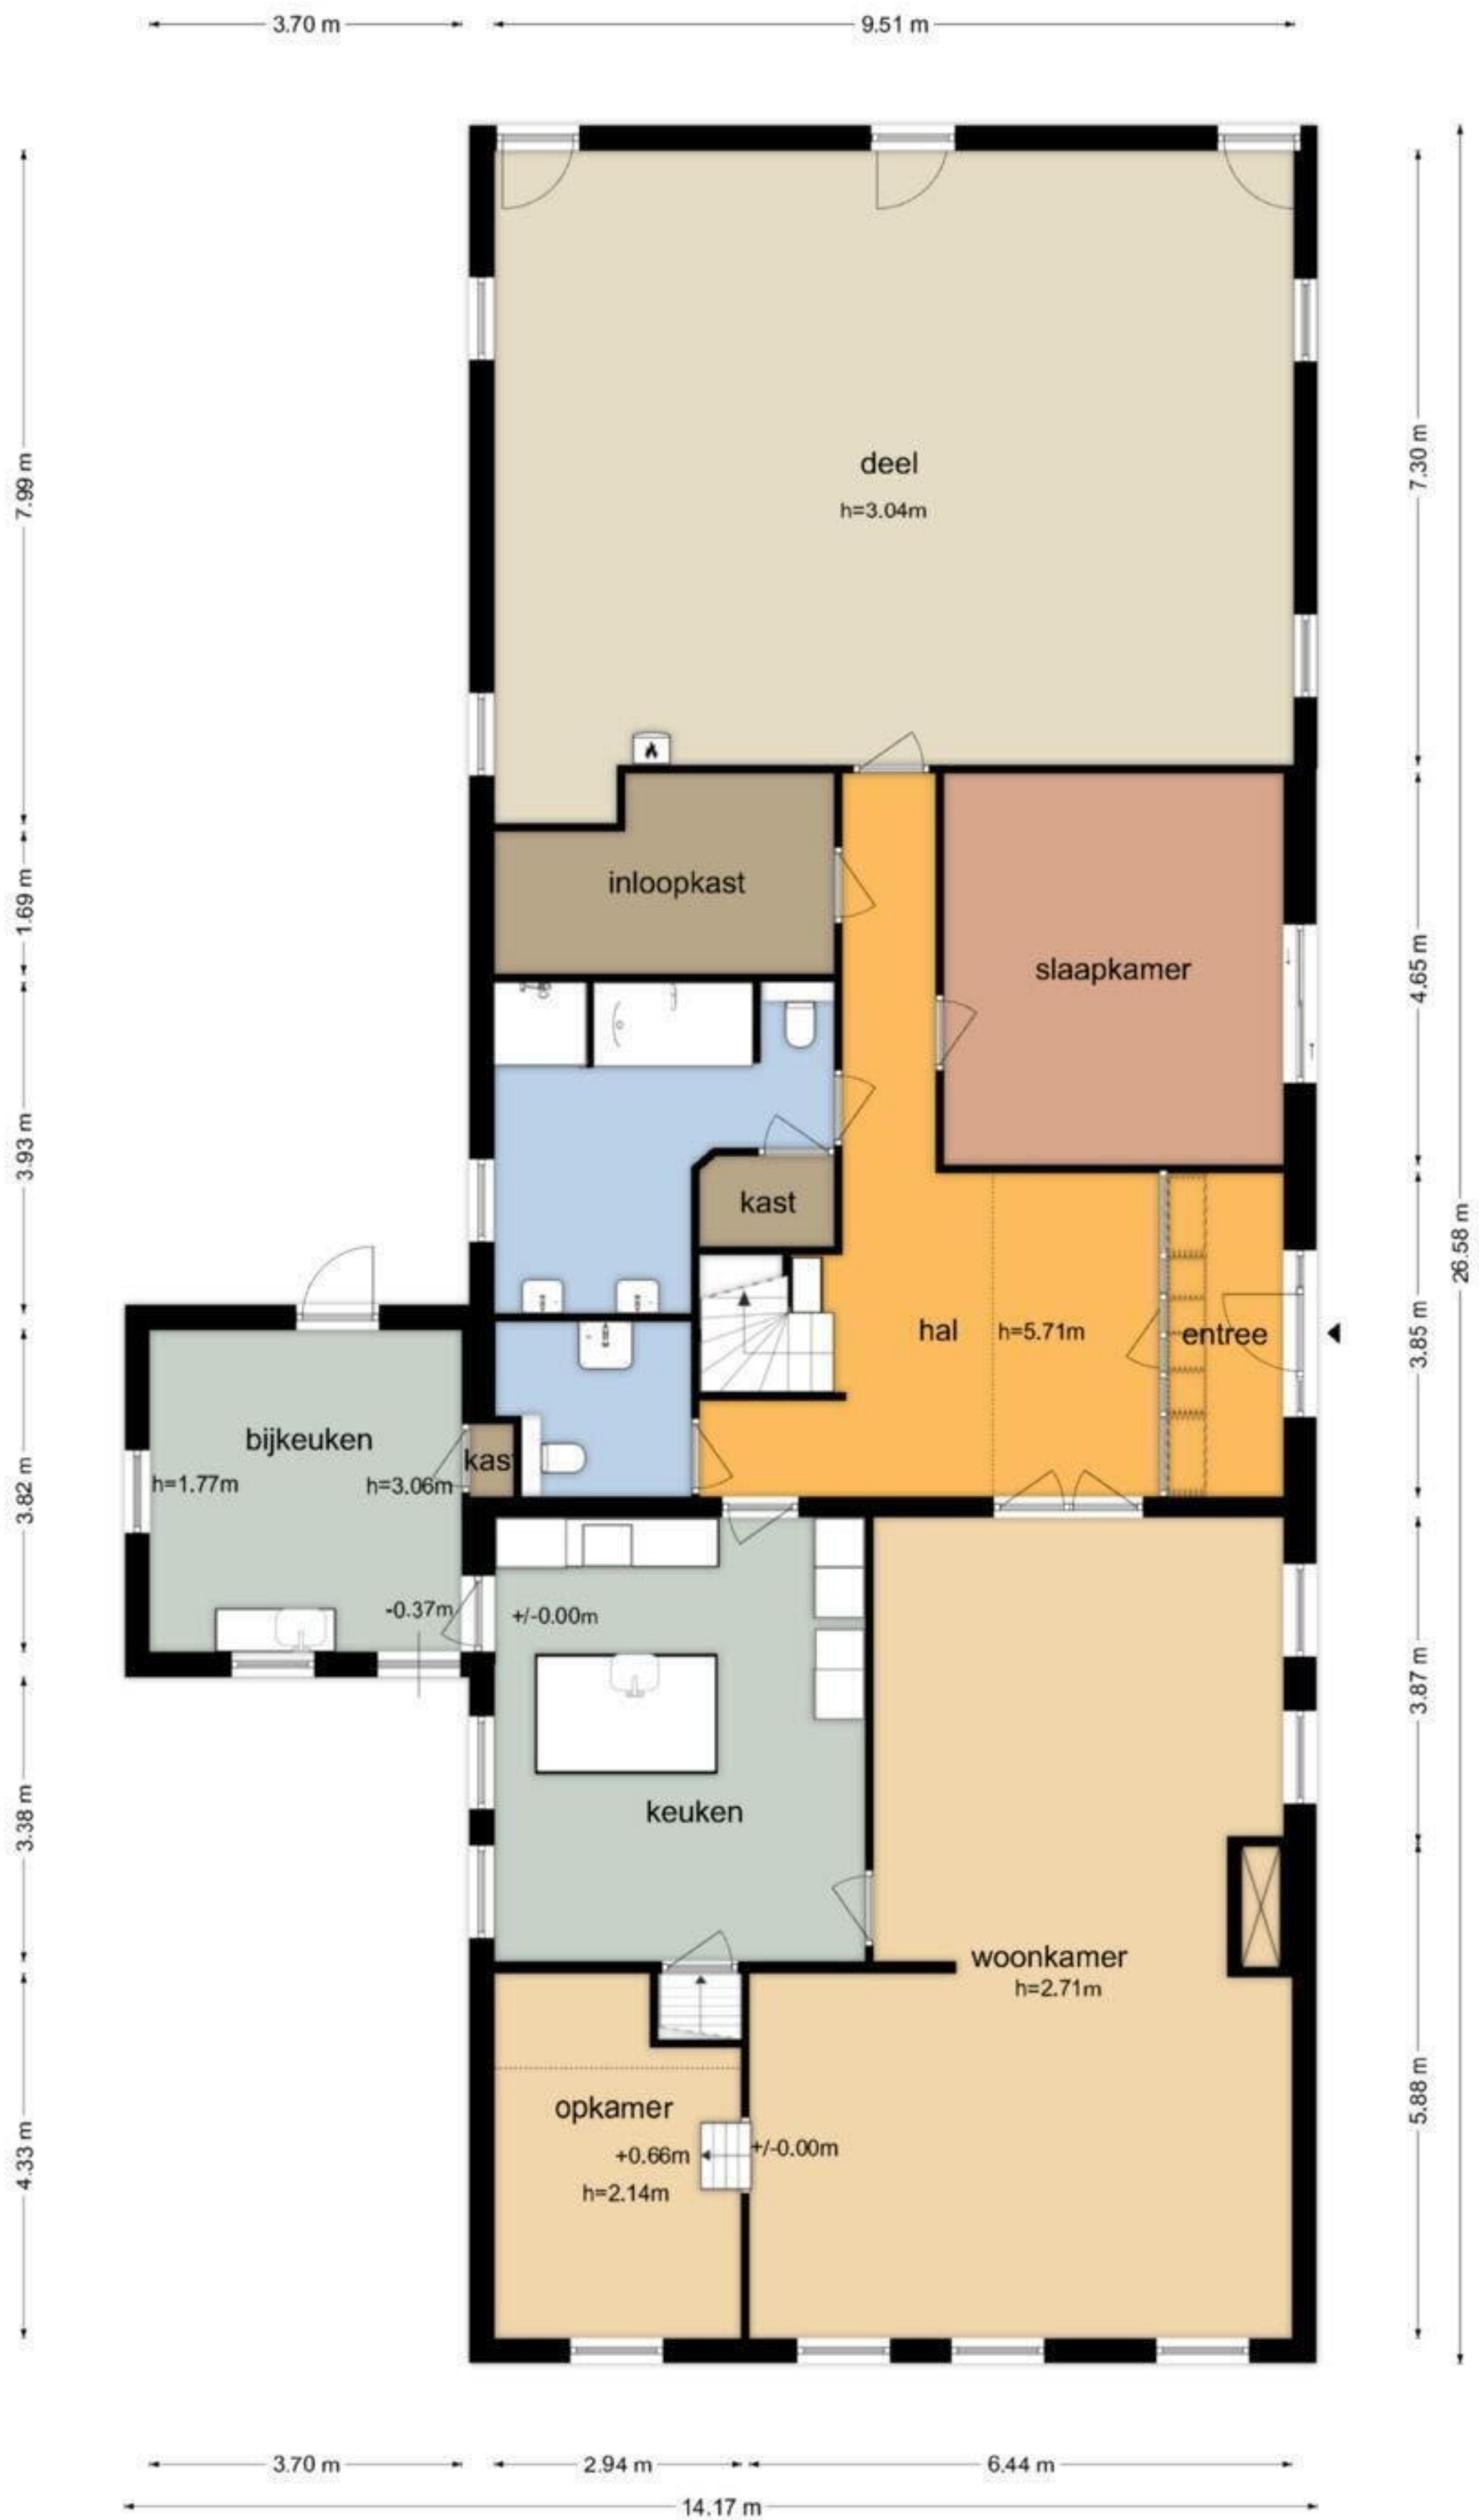 3.70 m
9.51 m
7.99 m
7.30 m
deel
h=3.04m
1.69 m
inloopkast
slaapkamer
4.65 m
3.93 m
kast
26.58 m
hal
h=5.71m
entree
3.85 m
bijkeuken
h=1.77m
h=3.06m
kas
3.82 m
-0.37m
+/-0.00m
3.87 m
keuken
3.38 m
woonkamer
h=2.71m
opkamer
+0.66m
+/-0.00m
h=2.14m
4.33 m
5.88 m
3.70 m
2.94 m
6.44 m
14.17 m